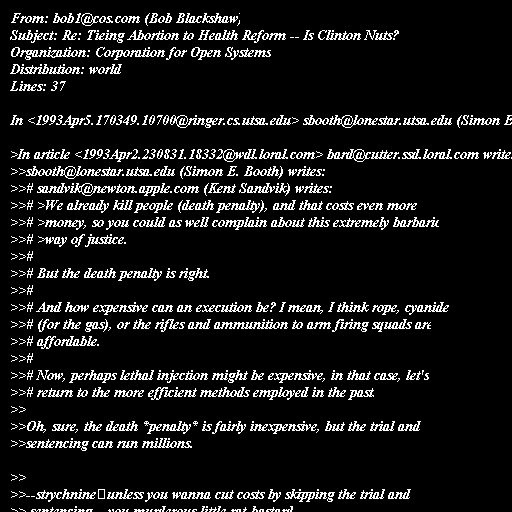 From: bob1@cos.com (Bob Blackshaw)
Subject: Re: Tieing Abortion to Health Reform -- Is Clinton Nuts?
Organization: Corporation for Open Systems
Distribution: world
Lines: 37
In <1993Apr5.170349.10700@ringer.cs.utsa.edu> sbooth@lonestar.utsa.edu (Simon E
>In article <1993Apr2.230831.18332@wdl.loral.com> bard@cutter.ssd.loral.com write
>>sbooth@lonestar.utsa.edu (Simon E. Booth) writes:
>># sandvik@newton.apple.com (Kent Sandvik) writes:
>># >We already kill people (death penalty), and that costs even more
>># >money, so you could as well complain about this extremely barbaric
>># >way of justice.
>>#
>># But the death penalty is right.
>>#
>># And how expensive can an execution be? I mean, I think rope, cyanide
>># (for the gas), or the rifles and ammunition to arm firing squads are
>># affordable.
>>#
>># Now, perhaps lethal injection might be expensive, in that case, let's
>># return to the more efficient methods employed in the past.
>>
>>Oh, sure, the death *penalty* is fairly inexpensive, but the trial and
>>sentencing can run millions.
>>
>>--strychnine unless you wanna cut costs by skipping the trial and
>> sentencing you murderous little rat-bastard